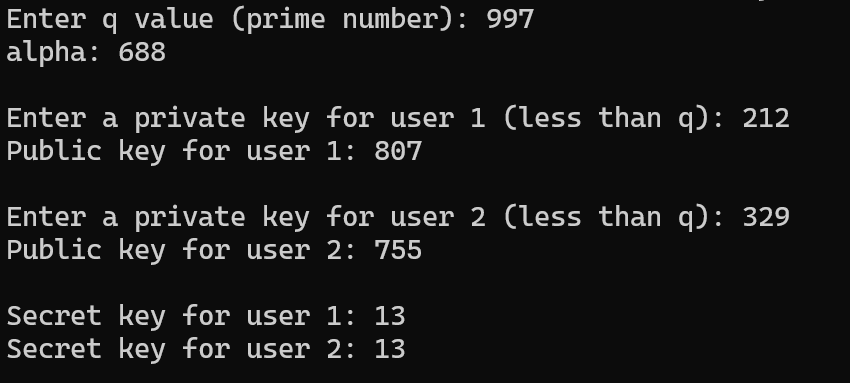 Enter q value (prime number): 997
alpha: 688
Enter a private key for user 1 (less than q): 212
Public key for user 1: 807
Enter a private key for user 2 (less than q): 329
Public key for user 2: 755
Secret key for user 1: 13
Secret key for user 2: 13